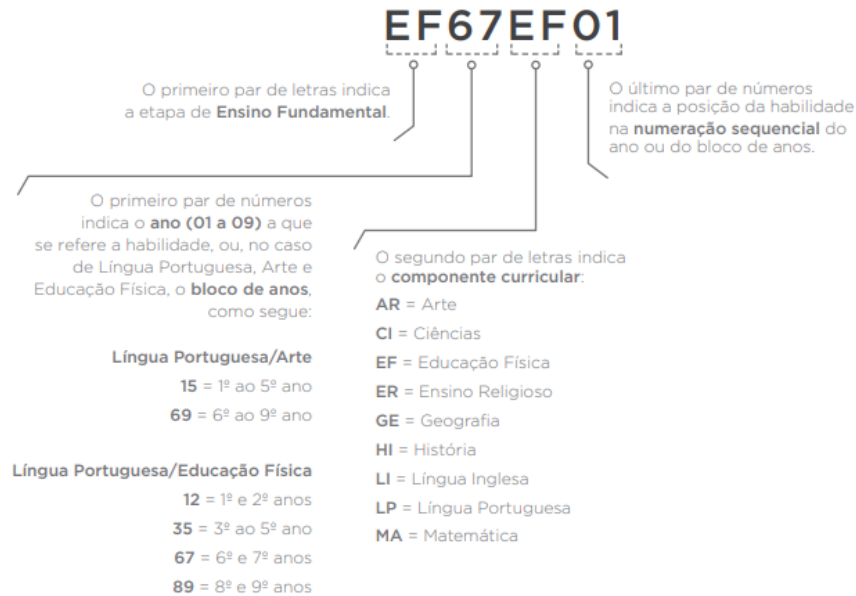 EF67EF01
O primeiro par de letras indica
a etapa de Ensino Fundamental.
O último par de números
indica a posição da habilidade
na numeração sequencial do
ano ou do bloco de anos.
O primeiro par de números
indica o ano (01 a 09) a que
se refere a habilidade, ou, no caso
de Língua Portuguesa, Arte e
Educação Física, o bloco de anos,
como segue:
Língua Portuguesa/Arte
15 = 1º ao 5º ano
69 = 6º ao 9º ano
Língua Portuguesa/Educação Física
12 = 1º e 2º anos
35 = 3º ao 5º ano
67 = 6º e 7º anos
89 = 8º e 9º anos
O segundo par de letras indica
o componente curricular:
AR = Arte
CI = Ciências
EF = Educação Física
ER = Ensino Religioso
GE = Geografia
HI = História
LI = Língua Inglesa
LP = Língua Portuguesa
MA = Matemática